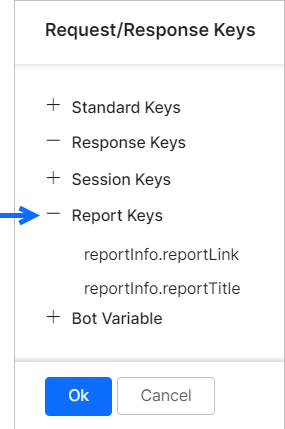 Request/Response Keys
+ Standard Keys
− Response Keys
+ Session Keys
− Report Keys
reportInfo.reportLink
reportInfo.reportTitle
+ Bot Variable
Ok Cancel